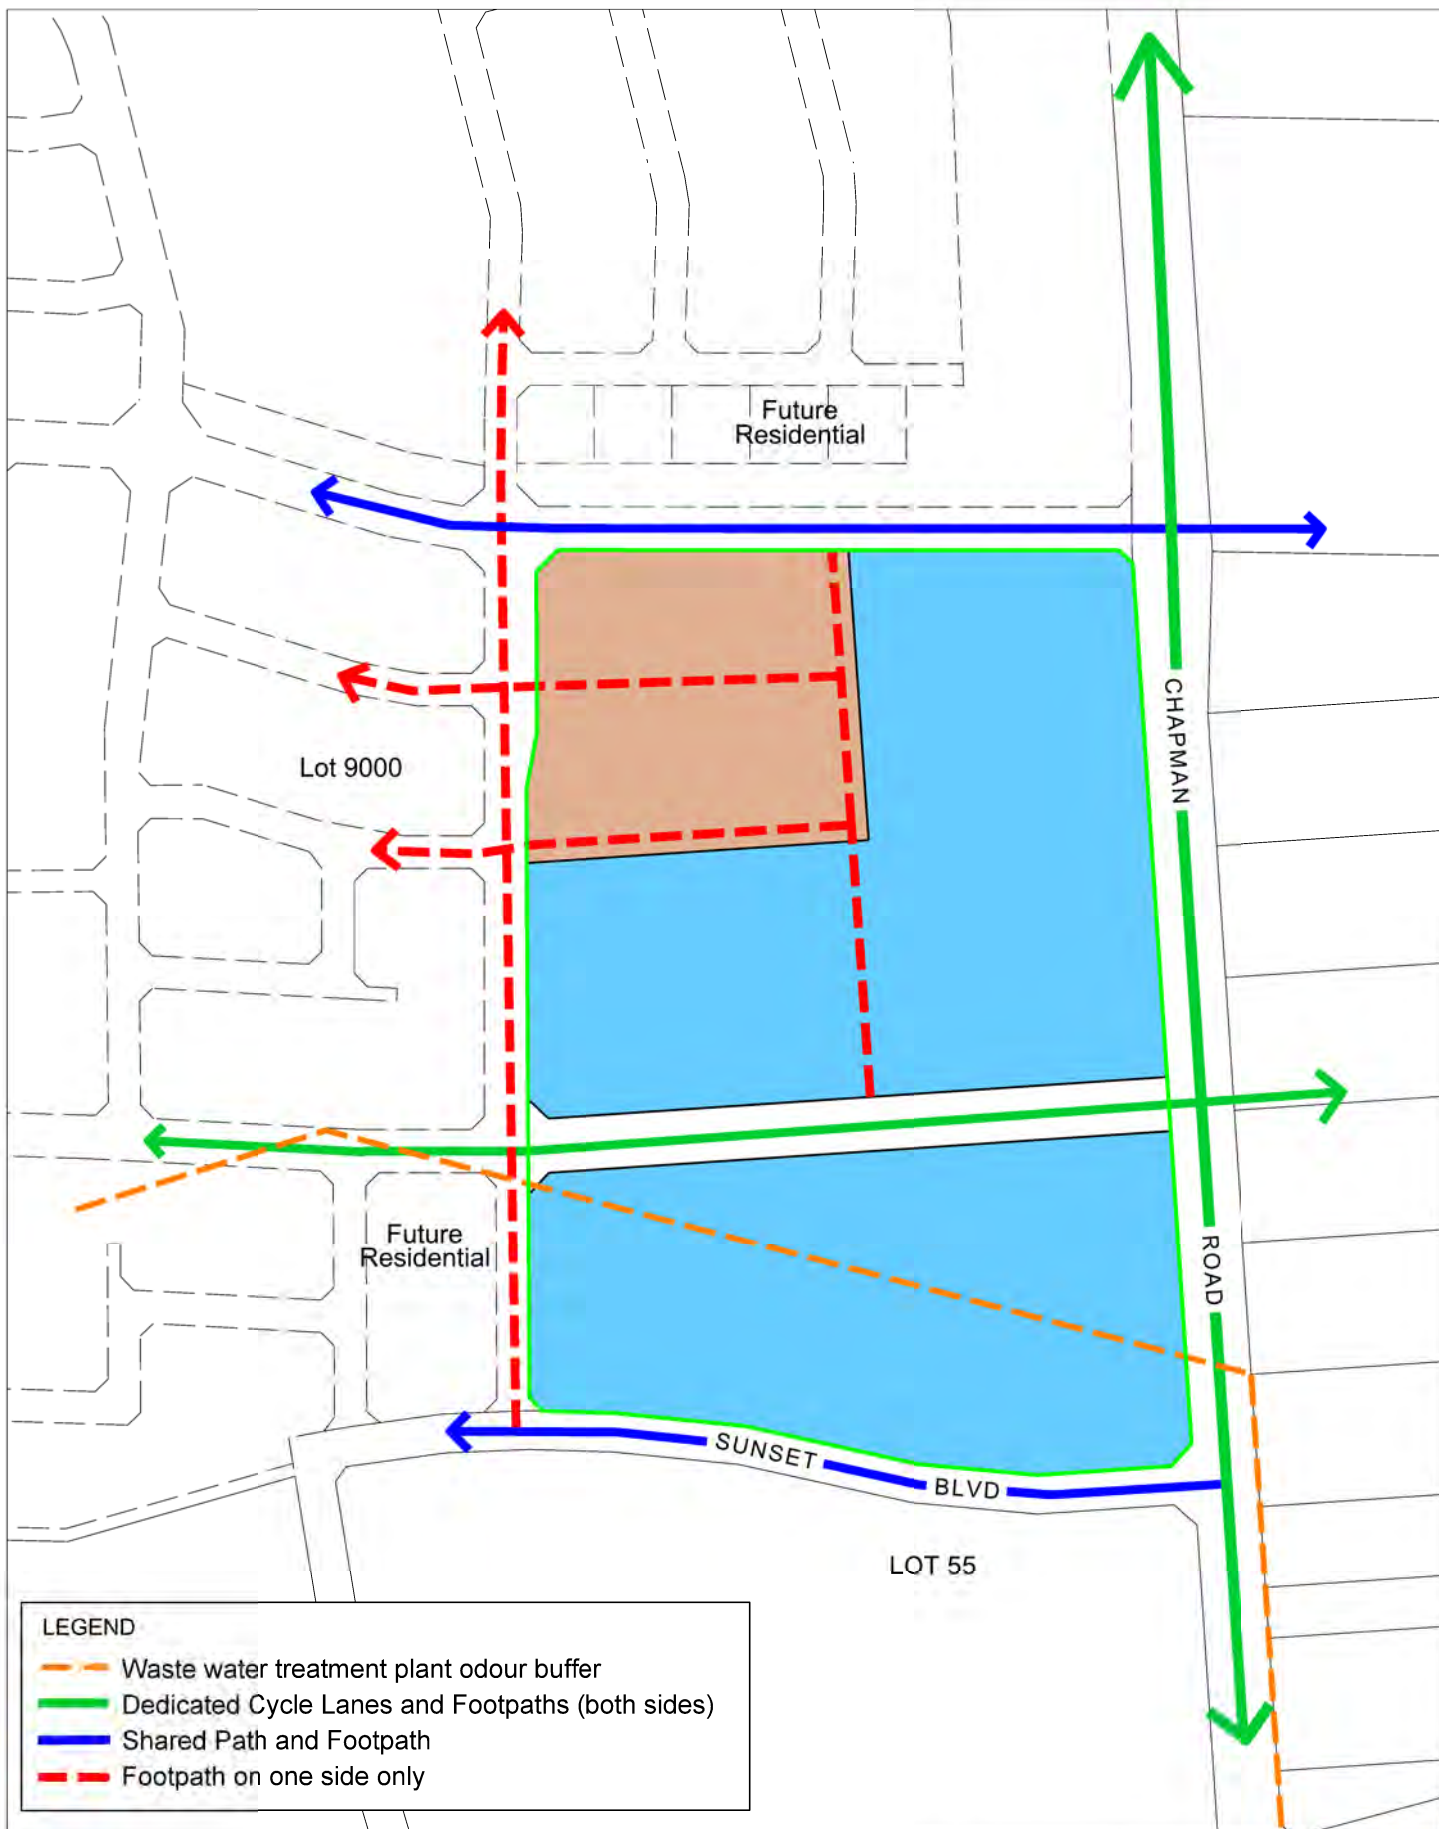 Future
Residential
CHAPMAN
Lot 9000
Future
Residential
ROAD
SUNSET
BLVD
LOT 55
LEGEND
Waste water treatment plant odour buffer
Dedicated Cycle Lanes and Footpaths (both sides)
Shared Path and Footpath
Footpath on one side only